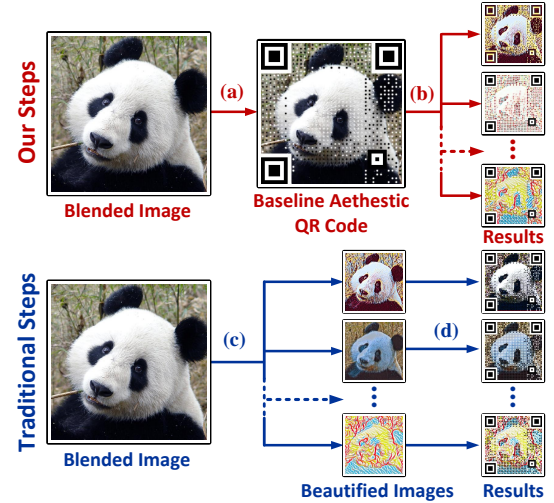 Our Steps
(a)
(b)
Blended Image
Baseline Aethestic
QR Code
Results
Traditional Steps
(c)
(d)
Blended Image
Beautified Images
Results